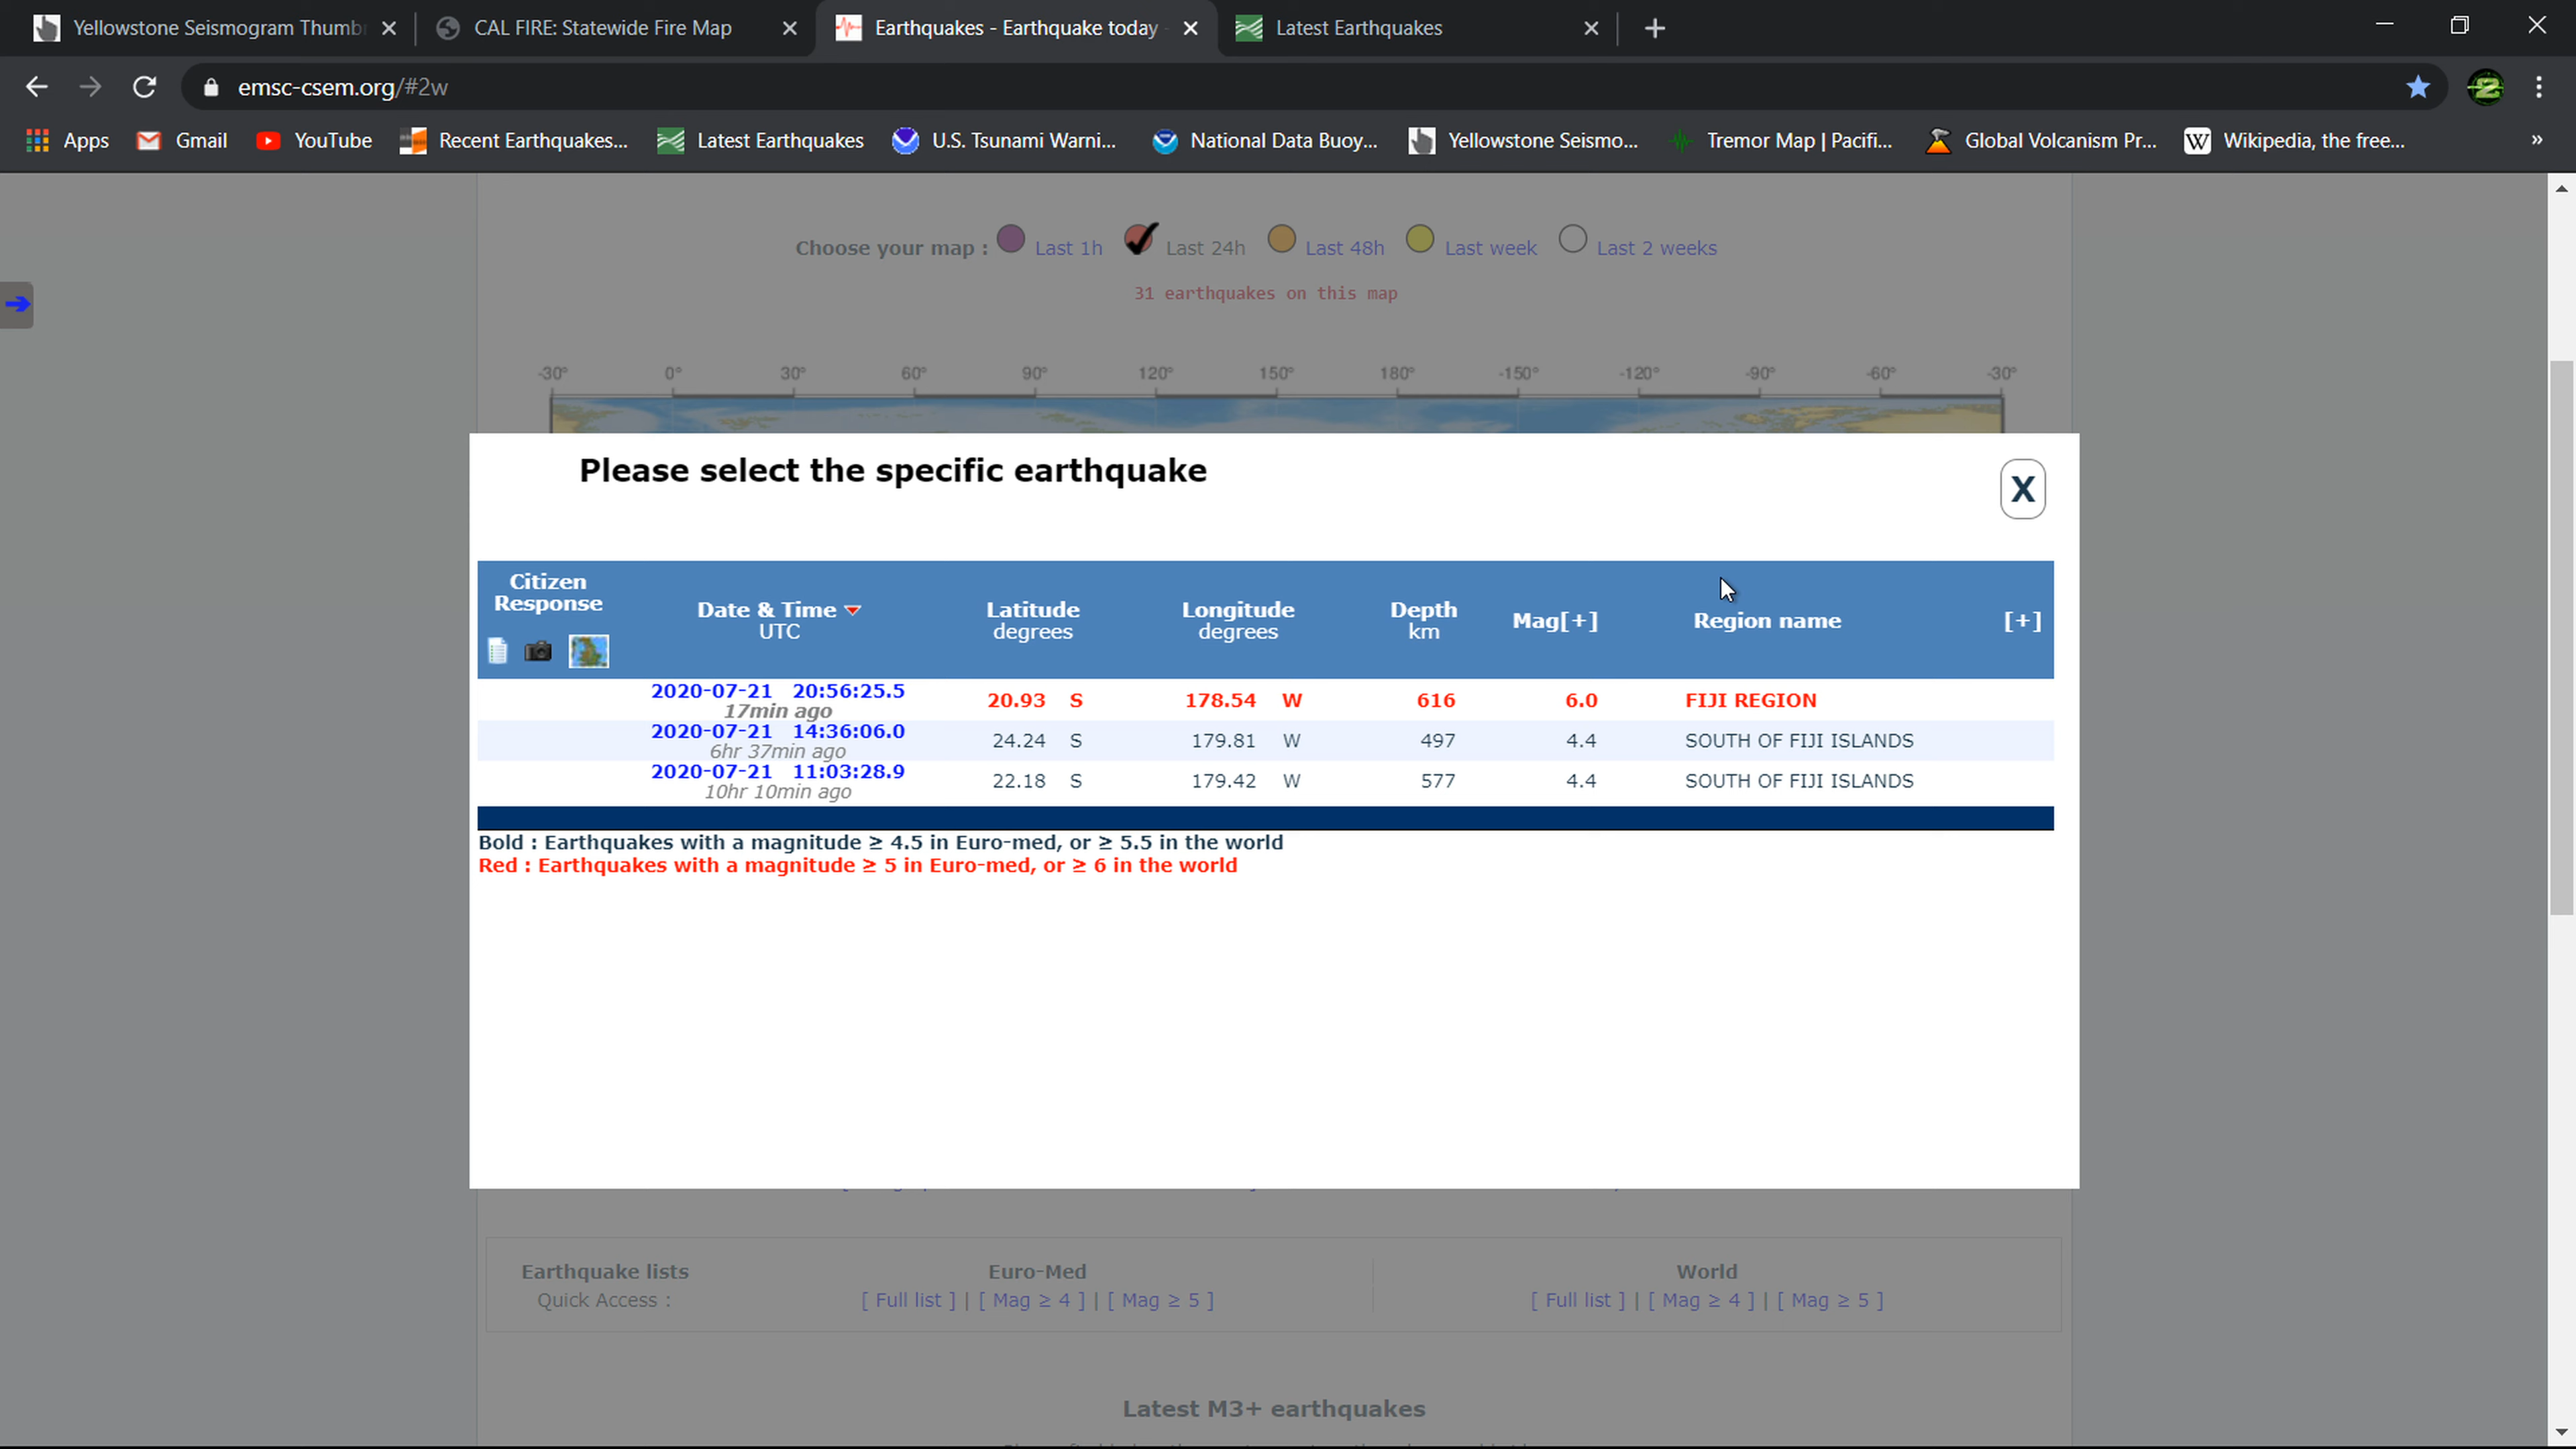 Yellowstone Seismogram Thumb
CAL FIRE: Statewide Fire Map
Earthquakes - Earthquake today -
Latest Earthquakes
emsc-csem.org/#2w
Apps
Gmail
YouTube
Recent Earthquakes...
Latest Earthquakes
U.S. Tsunami Warni...
National Data Buoy...
Yellowstone Seismo...
Tremor Map | Pacifi...
Global Volcanism Pr...
W Wikipedia, the free...
»
Choose your map : Last 1h Last 24h Last 48h Last week Last 2 weeks
31 earthquakes on this map
-30° 0° 30° 60° 90° 120° 150° 180° -150° -120° -90° -60° -30°
Please select the specific earthquake
X
Citizen Response
Date & Time UTC
Latitude degrees
Longitude degrees
Depth km
Mag[+]
Region name
[+]
2020-07-21 20:56:25.5 20.93 S 178.54 W 616 6.0 FIJI REGION
17min ago
2020-07-21 14:36:06.0 24.24 S 179.81 W 497 4.4 SOUTH OF FIJI ISLANDS
6hr 37min ago
2020-07-21 11:03:28.9 22.18 S 179.42 W 577 4.4 SOUTH OF FIJI ISLANDS
10hr 10min ago
Bold : Earthquakes with a magnitude ≥ 4.5 in Euro-med, or ≥ 5.5 in the world
Red : Earthquakes with a magnitude ≥ 5 in Euro-med, or ≥ 6 in the world
Earthquake lists
Quick Access :
Euro-Med
[ Full list ] | [ Mag ≥ 4 ] | [ Mag ≥ 5 ]
World
[ Full list ] | [ Mag ≥ 4 ] | [ Mag ≥ 5 ]
Latest M3+ earthquakes